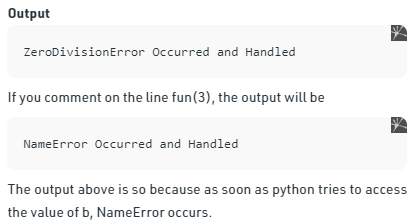 Output
ZeroDivisionError Occurred and Handled
If you comment on the line fun(3), the output will be
NameError Occurred and Handled
The output above is so because as soon as python tries to access
the value of b, NameError occurs.